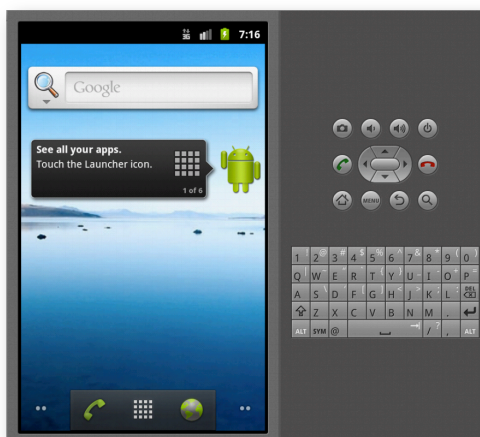 3G 7:16
Google
See all your apps.
Touch the Launcher icon.
1 of 6
MENU
1 ! 2 @ 3 # 4 $ 5 % 6 ^ 7 & 8 * 9 ( 0 )
Q W E R T { Y } U I O P
A S \ D F [ G ] H < J > K ; L : DEL
Z X C V B N M .
ALT SYM @ / ? , ALT